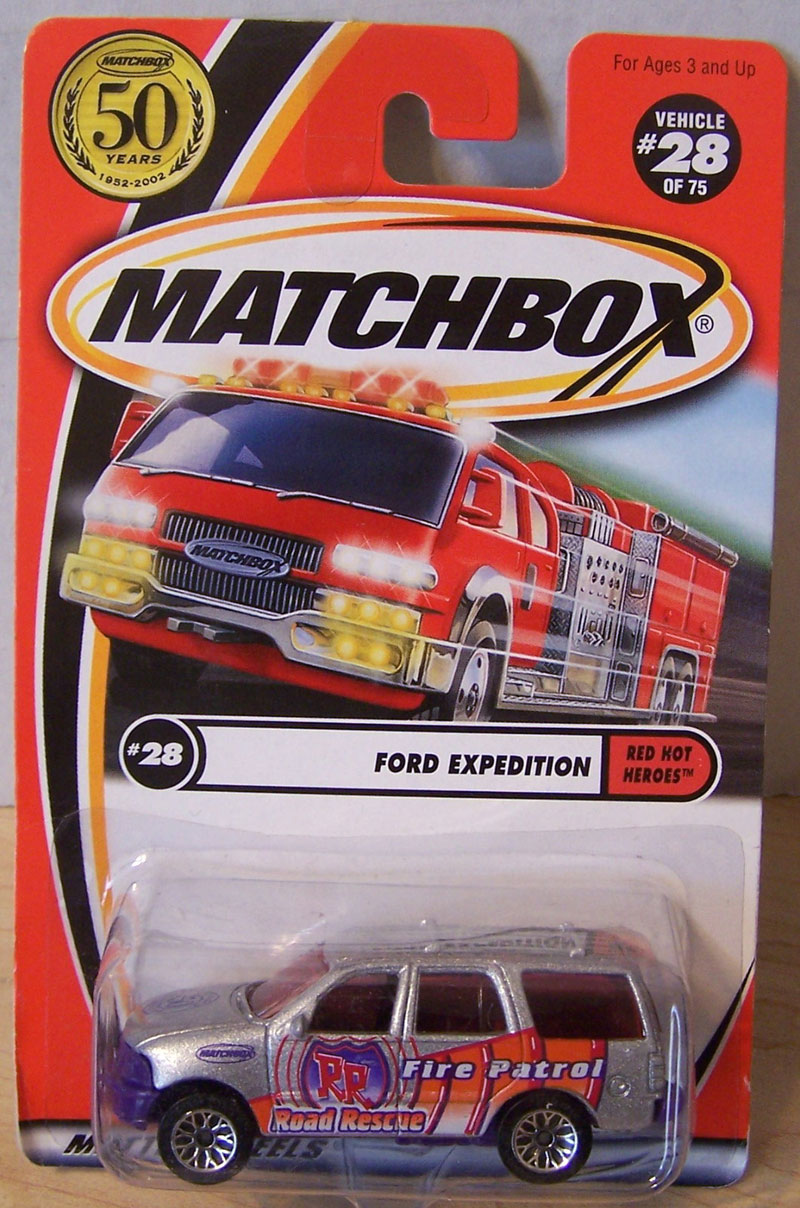 MATCHBOX
50
YEARS
1952-2002
For Ages 3 and Up
VEHICLE
#28
OF 75
MATCHBOX®
MATCHBOX
#28
FORD EXPEDITION
RED HOT
HEROES™
MATCHBOX
RR
Road Rescue
Fire Patrol